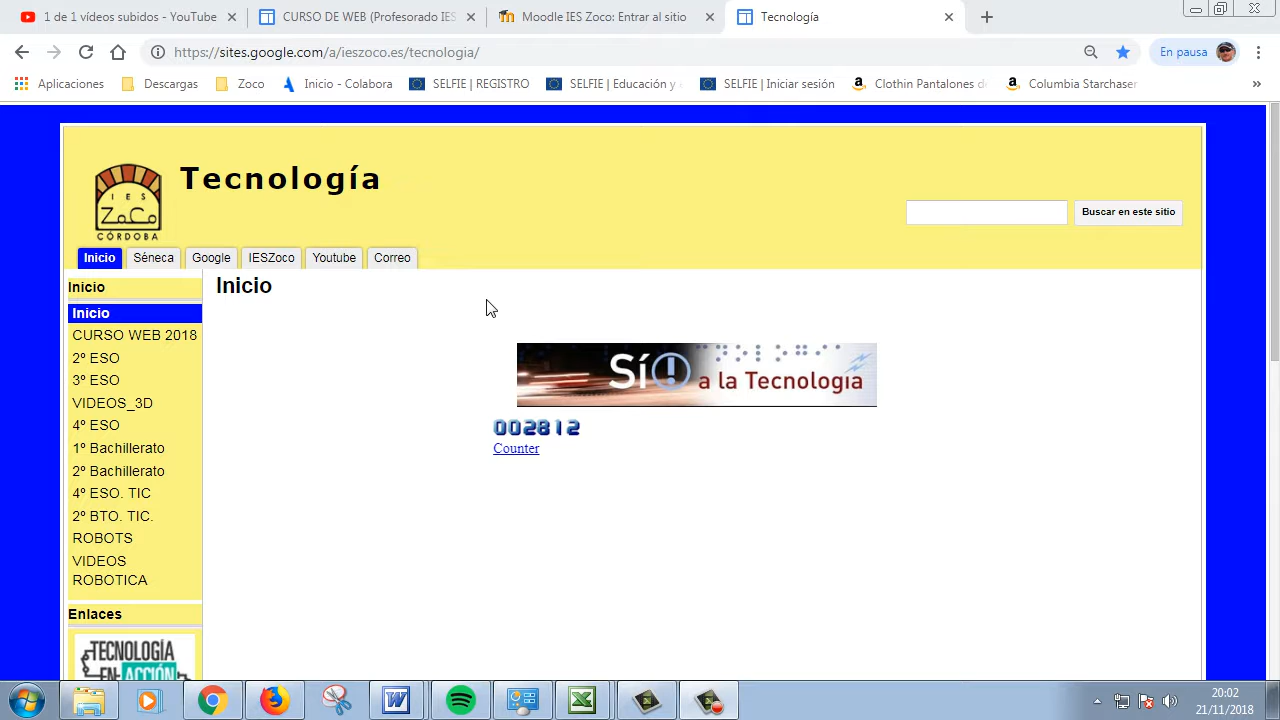 1 de 1 vídeos subidos - YouTube
CURSO DE WEB (Profesorado IES
Moodle IES Zoco: Entrar al sitio
Tecnología
https://sites.google.com/a/ieszoco.es/tecnologia/
En pausa
Aplicaciones
Descargas
Zoco
Inicio - Colabora
SELFIE | REGISTRO
SELFIE | Educación y
SELFIE | Iniciar sesión
Clothin Pantalones d
Columbia Starchaser
»
IES
ZoCo
CÓRDOBA
Tecnología
Buscar en este sitio
Inicio
Séneca
Google
IESZoco
Youtube
Correo
Inicio
Inicio
CURSO WEB 2018
2º ESO
3º ESO
VIDEOS_3D
4º ESO
1º Bachillerato
2º Bachillerato
4º ESO. TIC
2º BTO. TIC.
ROBOTS
VIDEOS
ROBOTICA
Enlaces
TECNOLOGÍA
EN ACCIÓN
Inicio
Sí! a la Tecnología
002812
Counter
20:02
21/11/2018